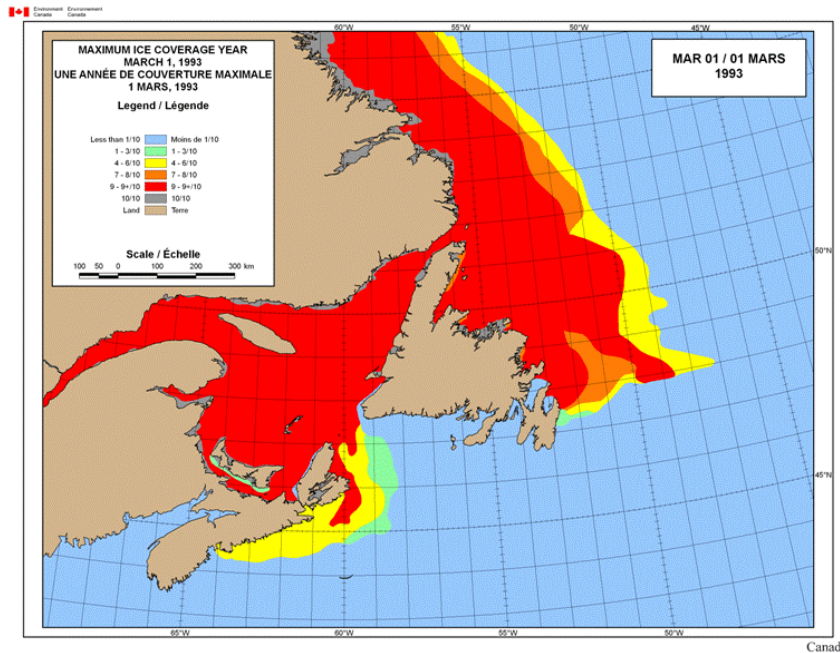 Environment Environnement
Canada Canada
60°W 55°W 50°W 45°W
MAXIMUM ICE COVERAGE YEAR
MARCH 1, 1993
UNE ANNÉE DE COUVERTURE MAXIMALE
1 MARS, 1993
Legend / Légende
Less than 1/10 Moins de 1/10
1 - 3/10 1 - 3/10
4 - 6/10 4 - 6/10
7 - 8/10 7 - 8/10
9 - 9+/10 9 - 9+/10
10/10 10/10
Land Terre
Scale / Échelle
100 50 0 100 200 300 km
MAR 01 / 01 MARS
1993
50°N
45°N
65°W 60°W 55°W 50°W
Canad